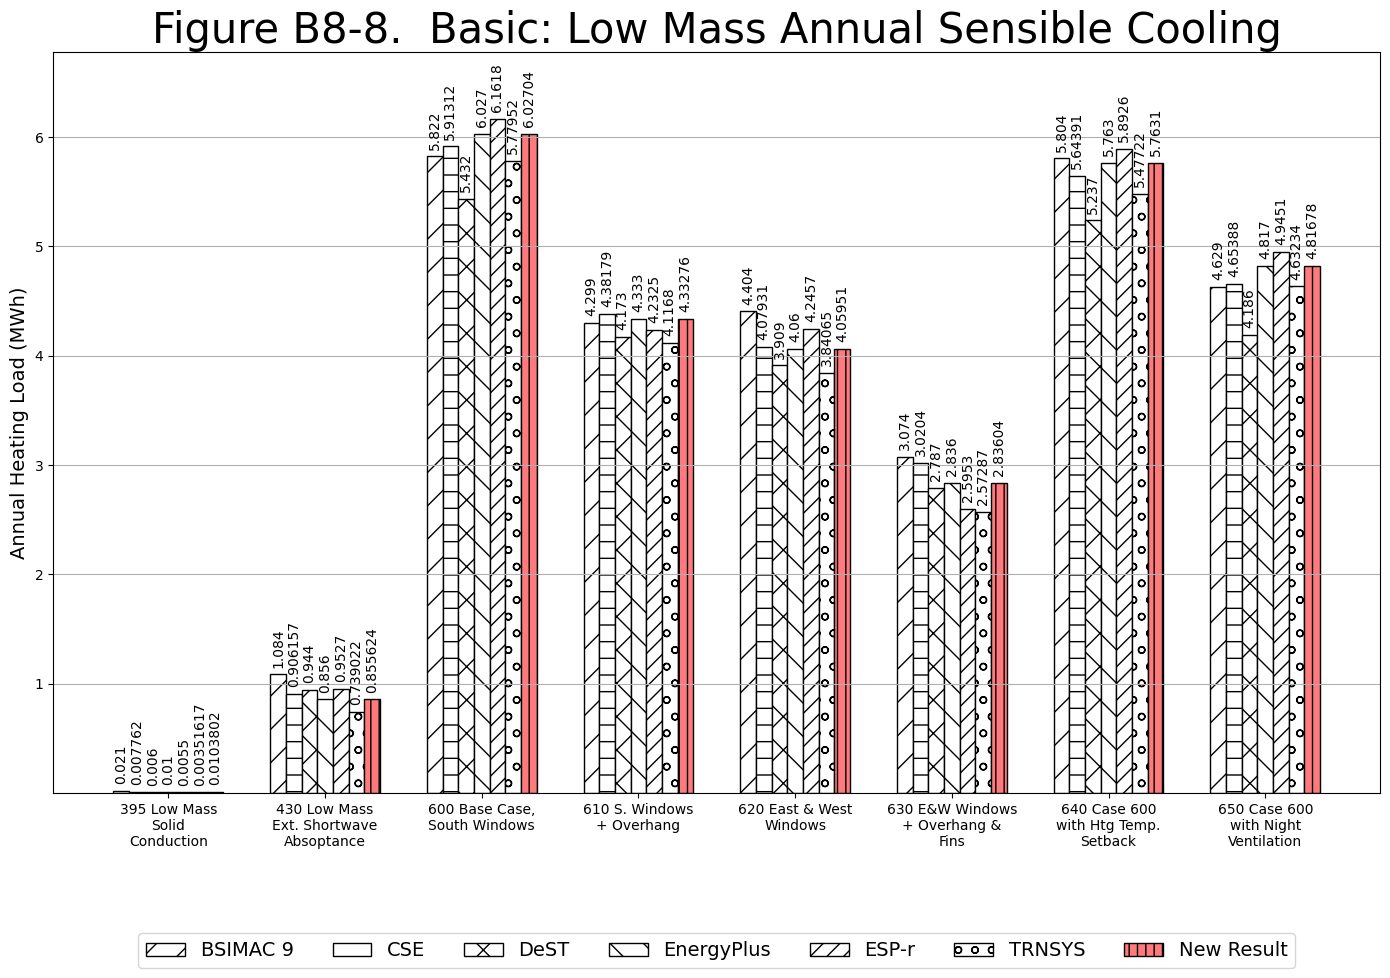 Figure B8-8.  Basic: Low Mass Annual Sensible Cooling
Annual Heating Load (MWh)
6
5
4
3
2
1
0.021
0.007762
0.006
0.01
0.0055
0.00351617
0.0103802
1.084
0.906157
0.944
0.856
0.9527
0.739022
0.855624
5.822
5.91312
5.432
6.027
6.1618
5.77952
6.02704
4.299
4.38179
4.173
4.333
4.2325
4.1168
4.33276
4.404
4.07931
3.909
4.06
4.2457
3.84065
4.05951
3.074
3.0204
2.787
2.836
2.5953
2.57287
2.83604
5.804
5.64391
5.237
5.763
5.8926
5.47722
5.7631
4.629
4.65388
4.186
4.817
4.9451
4.63234
4.81678
395 Low Mass
Solid
Conduction
430 Low Mass
Ext. Shortwave
Absoptance
600 Base Case,
South Windows
610 S. Windows
+ Overhang
620 East & West
Windows
630 E&W Windows
+ Overhang &
Fins
640 Case 600
with Htg Temp.
Setback
650 Case 600
with Night
Ventilation
BSIMAC 9
CSE
DeST
EnergyPlus
ESP-r
TRNSYS
New Result